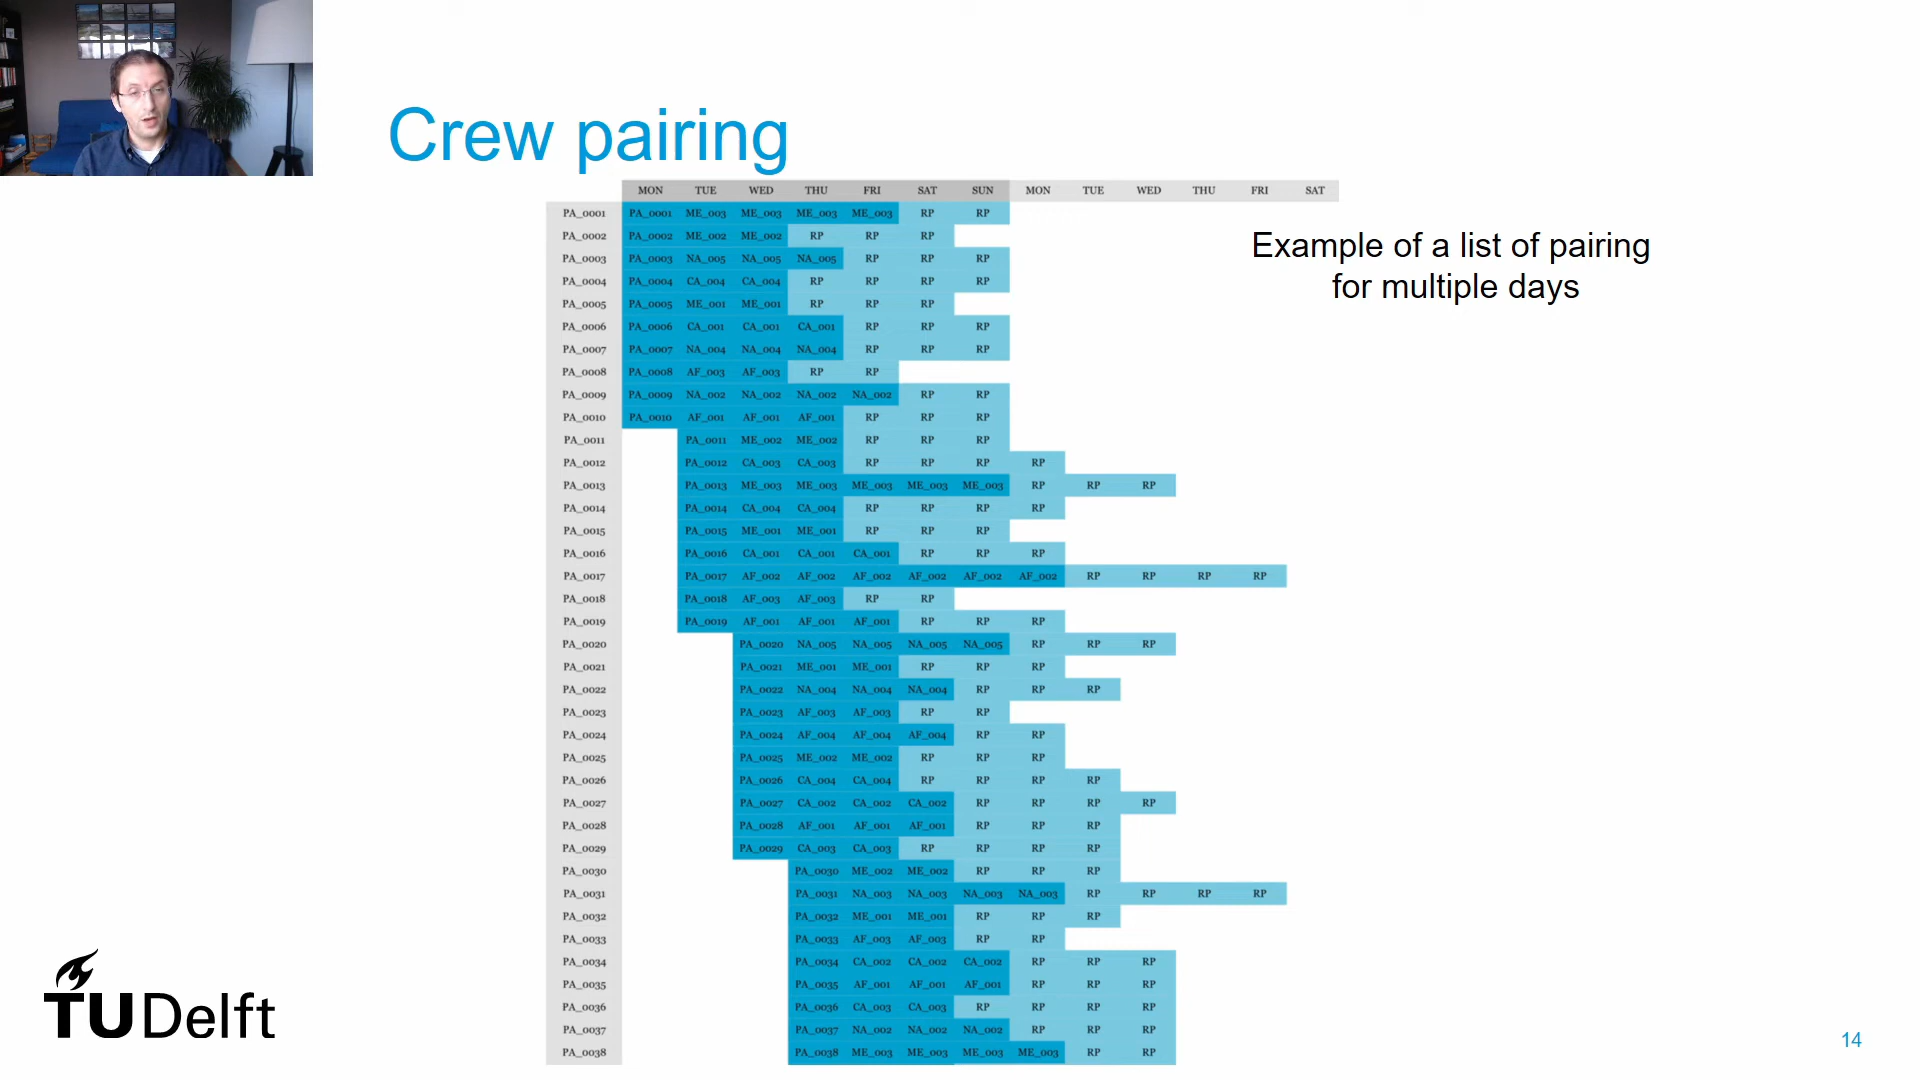 Crew pairing
MON TUE WED THU FRI SAT SUN MON TUE WED THU FRI SAT
Example of a list of pairing
for multiple days
PA_0001 PA_0001 ME_003 ME_003 ME_003 ME_003 RP RP
PA_0002 PA_0002 ME_002 ME_002 RP RP RP
PA_0003 PA_0003 NA_005 NA_005 NA_005 RP RP RP
PA_0004 PA_0004 CA_004 CA_004 RP RP RP RP
PA_0005 PA_0005 ME_001 ME_001 RP RP RP
PA_0006 PA_0006 CA_001 CA_001 CA_001 RP RP RP
PA_0007 PA_0007 NA_004 NA_004 NA_004 RP RP RP
PA_0008 PA_0008 AF_003 AF_003 RP RP
PA_0009 PA_0009 NA_002 NA_002 NA_002 NA_002 RP RP
PA_0010 PA_0010 AF_001 AF_001 AF_001 RP RP RP
PA_0011 PA_0011 ME_002 ME_002 RP RP RP
PA_0012 PA_0012 CA_003 CA_003 RP RP RP RP
PA_0013 PA_0013 ME_003 ME_003 ME_003 ME_003 ME_003 RP RP RP
PA_0014 PA_0014 CA_004 CA_004 RP RP RP RP
PA_0015 PA_0015 ME_001 ME_001 RP RP RP
PA_0016 PA_0016 CA_001 CA_001 CA_001 RP RP RP
PA_0017 PA_0017 AF_002 AF_002 AF_002 AF_002 AF_002 AF_002 RP RP RP RP
PA_0018 PA_0018 AF_003 AF_003 RP RP
PA_0019 PA_0019 AF_001 AF_001 AF_001 RP RP RP
PA_0020 PA_0020 NA_005 NA_005 NA_005 NA_005 RP RP RP
PA_0021 PA_0021 ME_001 ME_001 RP RP RP
PA_0022 PA_0022 NA_004 NA_004 NA_004 RP RP RP
PA_0023 PA_0023 AF_003 AF_003 RP RP
PA_0024 PA_0024 AF_004 AF_004 AF_004 RP RP
PA_0025 PA_0025 ME_002 ME_002 RP RP RP
PA_0026 PA_0026 CA_004 CA_004 RP RP RP RP
PA_0027 PA_0027 CA_002 CA_002 CA_002 RP RP RP RP
PA_0028 PA_0028 AF_001 AF_001 AF_001 RP RP RP
PA_0029 PA_0029 CA_003 CA_003 RP RP RP RP
PA_0030 PA_0030 ME_002 ME_002 RP RP RP
PA_0031 PA_0031 NA_003 NA_003 NA_003 NA_003 RP RP RP RP
PA_0032 PA_0032 ME_001 ME_001 RP RP RP
PA_0033 PA_0033 AF_003 AF_003 RP RP
PA_0034 PA_0034 CA_002 CA_002 CA_002 RP RP RP
PA_0035 PA_0035 AF_001 AF_001 AF_001 RP RP RP
PA_0036 PA_0036 CA_003 CA_003 RP RP RP RP
PA_0037 PA_0037 NA_002 NA_002 NA_002 RP RP RP
PA_0038 PA_0038 ME_003 ME_003 ME_003 ME_003 RP RP
TUDelft
14